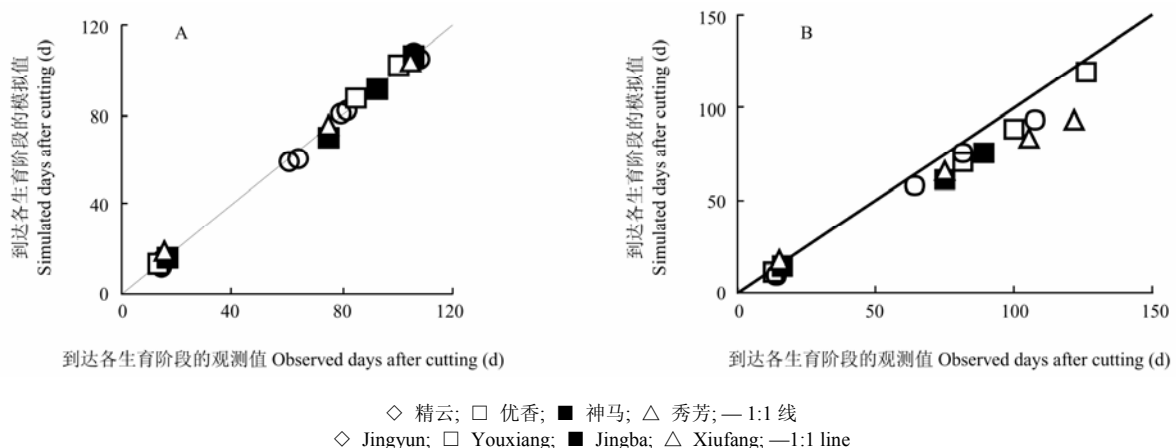 A
到达各生育阶段的模拟值
Simulated days after cutting (d)
120
80
40
0
0 40 80 120
到达各生育阶段的观测值 Observed days after cutting (d)
B
到达各生育阶段的模拟值
Simulated days after cutting (d)
150
100
50
0
0 50 100 150
到达各生育阶段的观测值 Observed days after cutting (d)
◇ 精云; □ 优香; ■ 神马; △ 秀芳; — 1:1 线
◇ Jingyun; □ Youxiang; ■ Jingba; △ Xiufang; —1:1 line